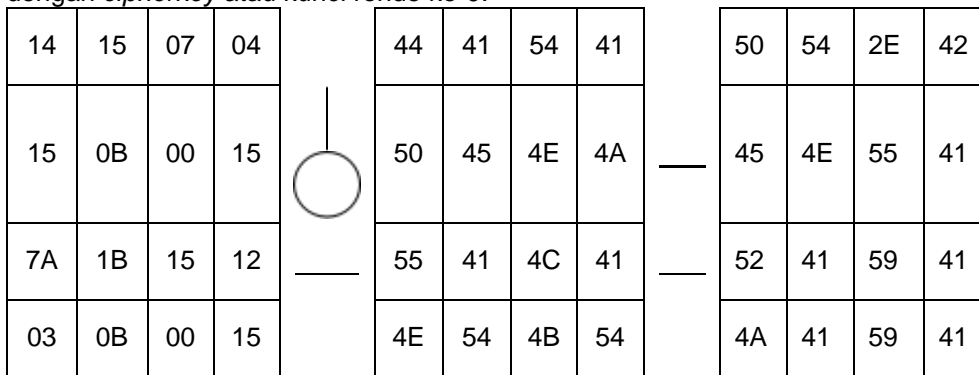 dengan cipherkey atau kunci ronde ke-0.
14 15 07 04 44 41 54 41 50 54 2E 42
15 0B 00 15 50 45 4E 4A 45 4E 55 41
7A 1B 15 12 55 41 4C 41 52 41 59 41
03 0B 00 15 4E 54 4B 54 4A 41 59 41